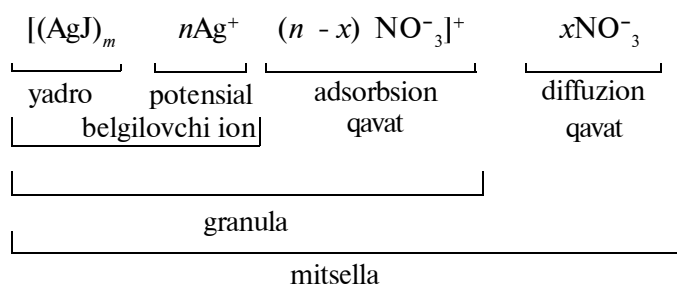 [(AgJ)ₘ nAg⁺ (n - x) NO⁻₃]⁺ xNO⁻₃
yadro potensial adsorbsion diffuzion
belgilovchi ion qavat qavat
granula
mitsella